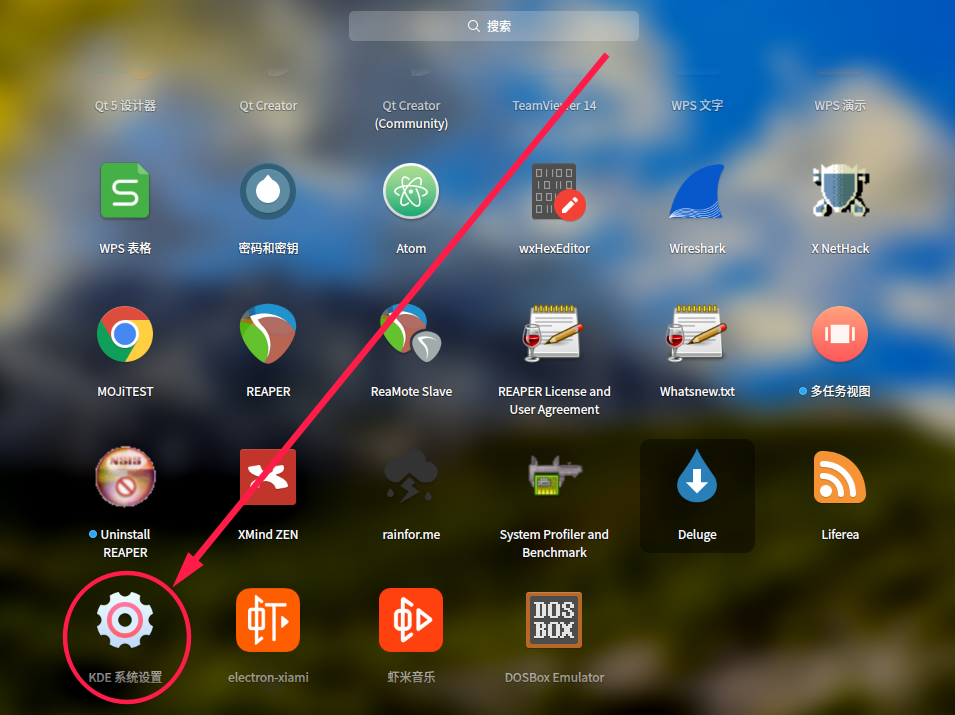 搜索
Qt 5 设计器
Qt Creator
Qt Creator
(Community)
TeamViewer 14
WPS 文字
WPS 演示
WPS 表格
密码和密钥
Atom
wxHexEditor
Wireshark
X NetHack
MOJiTEST
REAPER
ReaMote Slave
REAPER License and
User Agreement
Whatsnew.txt
多任务视图
NSIS
Uninstall
REAPER
XMind ZEN
rainfor.me
System Profiler and
Benchmark
Deluge
Liferea
KDE 系统设置
electron-xiami
虾米音乐
DOS
BOX
DOSBox Emulator